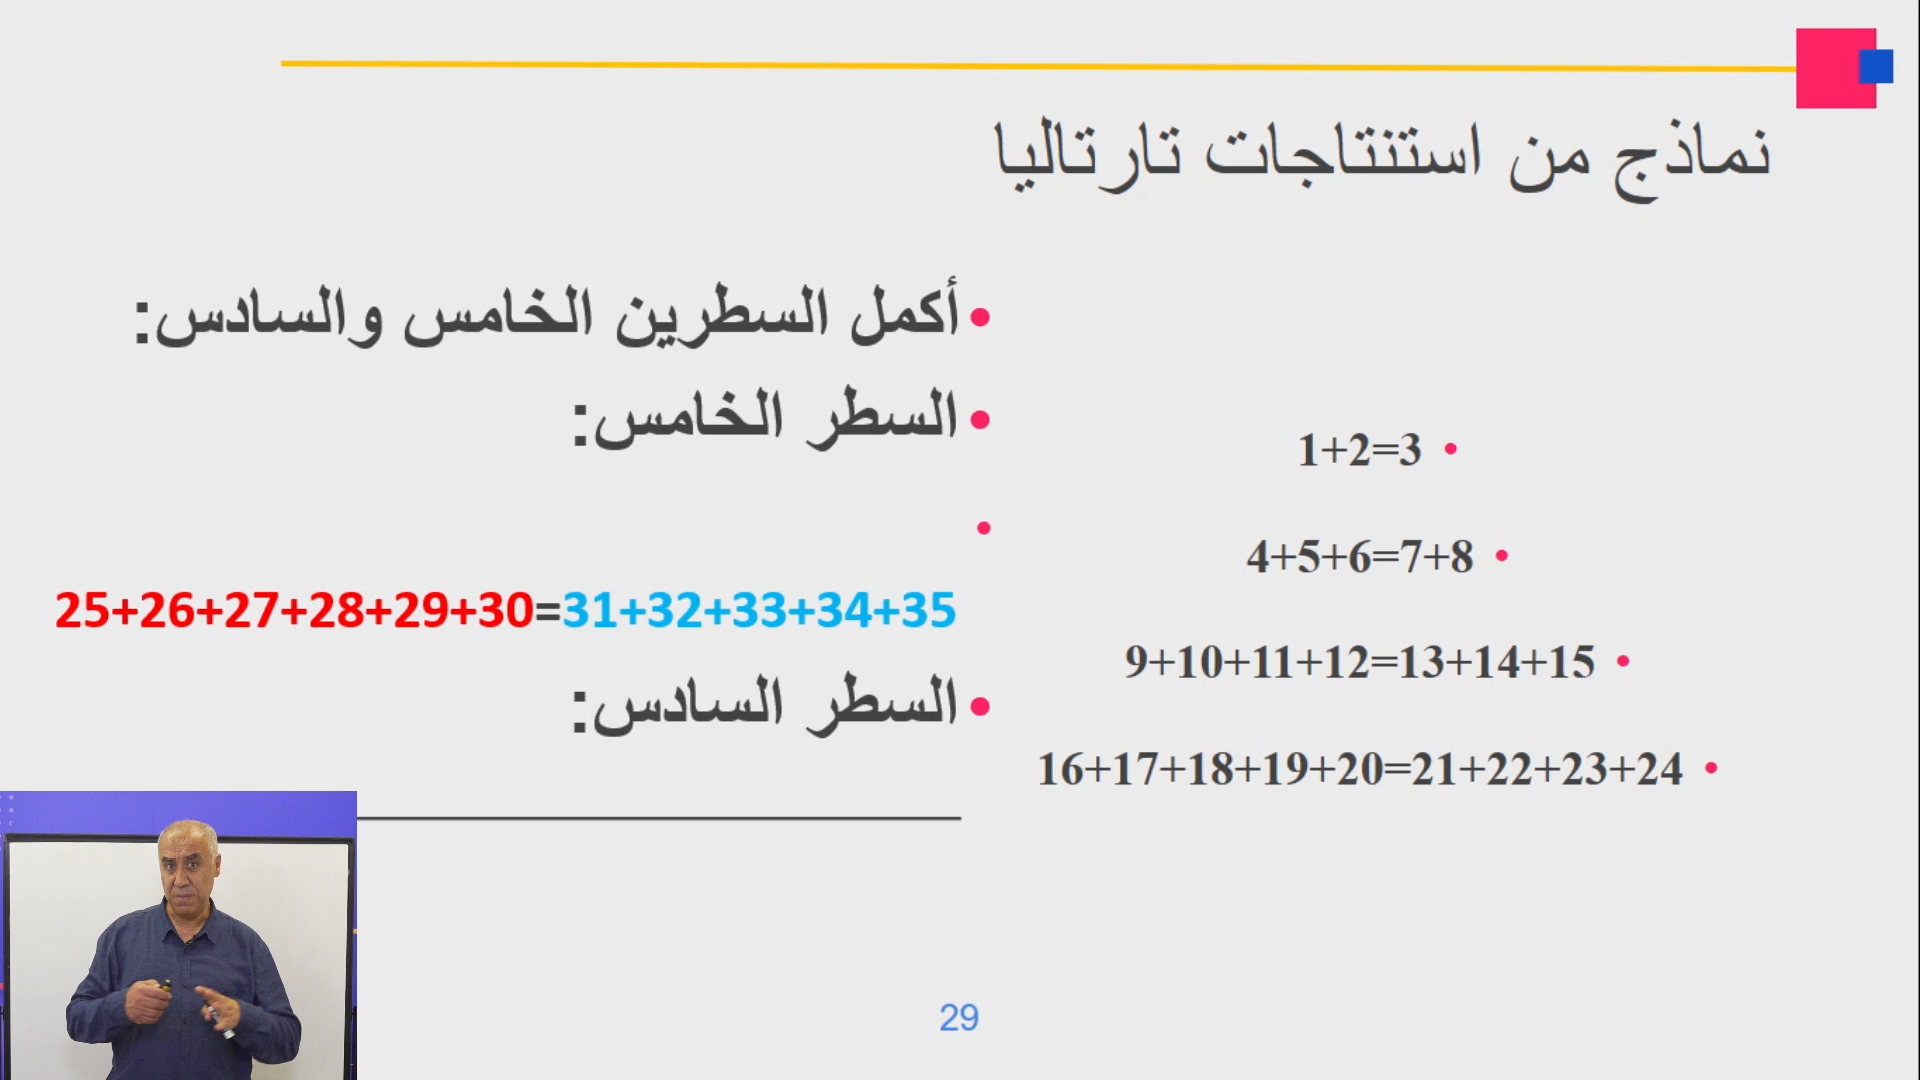 نماذج من استنتاجات تارتاليا
1+2=3
4+5+6=7+8
9+10+11+12=13+14+15
16+17+18+19+20=21+22+23+24
أكمل السطرين الخامس والسادس:
السطر الخامس:
25+26+27+28+29+30=31+32+33+34+35
السطر السادس:
29